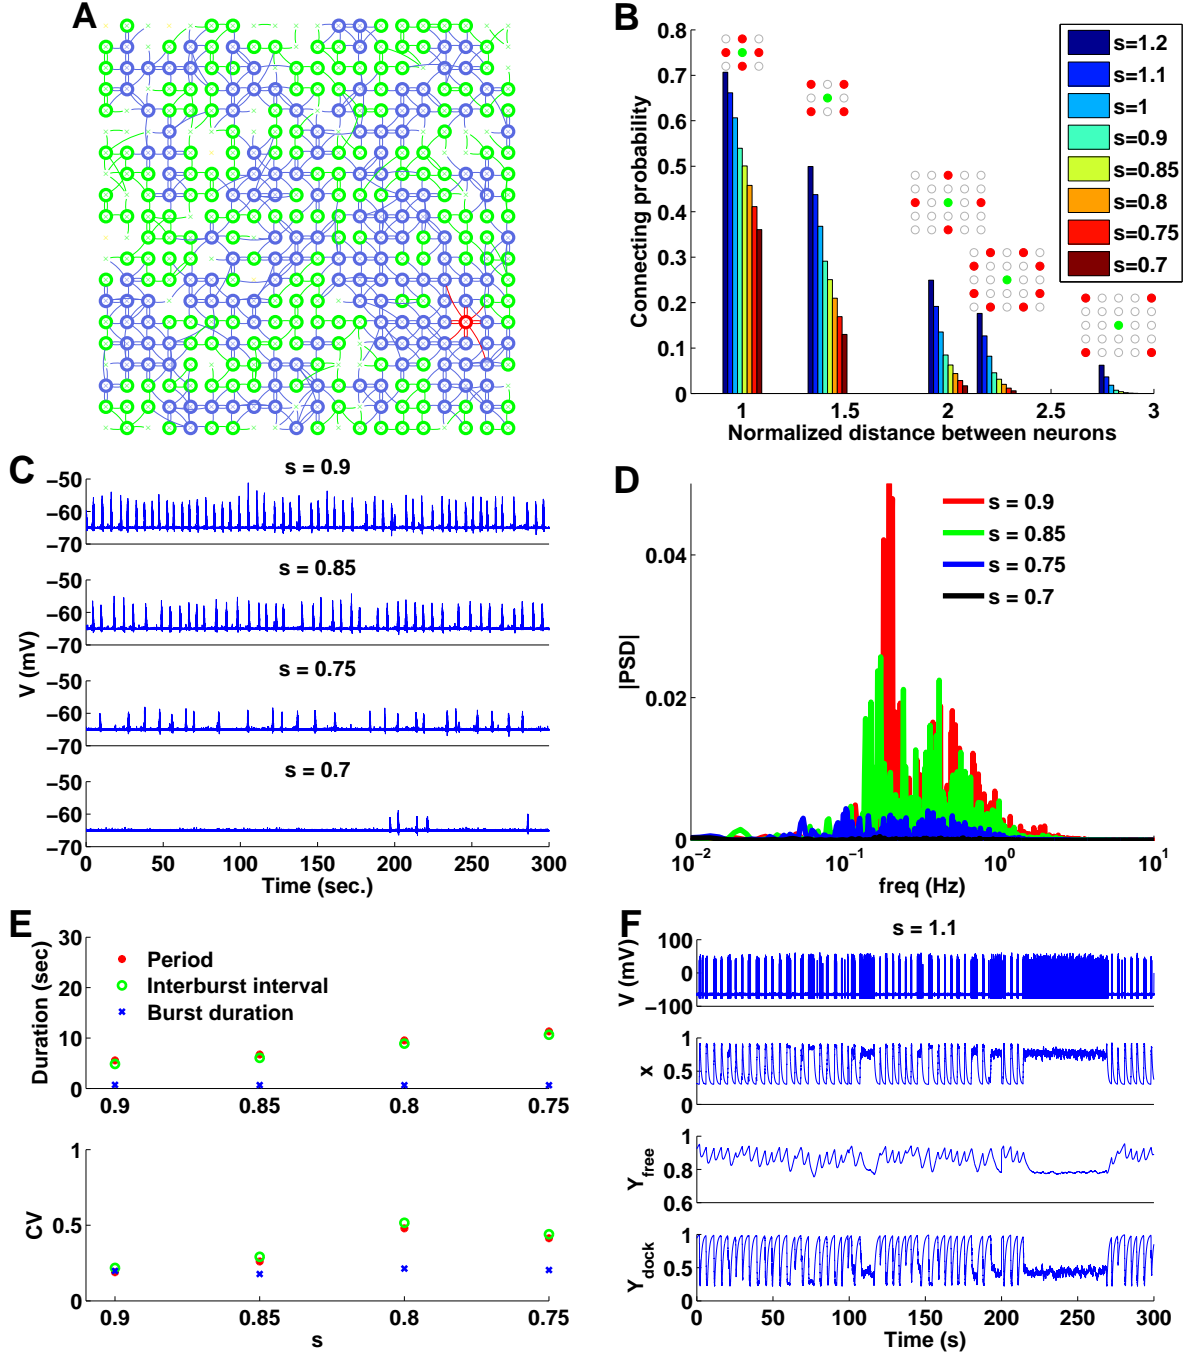 A
B
0.8
0.7
0.6
0.5
0.4
0.3
0.2
0.1
0
Connecting probability
1
1.5
2
2.5
3
Normalized distance between neurons
s=1.2
s=1.1
s=1
s=0.9
s=0.85
s=0.8
s=0.75
s=0.7
C
s = 0.9
−50
−60
−70
s = 0.85
−50
−60
−70
s = 0.75
−50
−60
−70
s = 0.7
−50
−60
−70
V (mV)
0 50 100 150 200 250 300
Time (sec.)
D
0.04
0.02
0
|PSD|
s = 0.9
s = 0.85
s = 0.75
s = 0.7
10⁻² 10⁻¹ 10⁰ 10¹
freq (Hz)
E
30
20
10
0
Duration (sec)
Period
Interburst interval
Burst duration
0.9 0.85 0.8 0.75
1
0.5
0
CV
0.9 0.85 0.8 0.75
s
F
s = 1.1
100
0
−100
V (mV)
1
0.5
0
x
1
0.8
0.6
Y_free
1
0.5
0
Y_dock
0 50 100 150 200 250 300
Time (s)